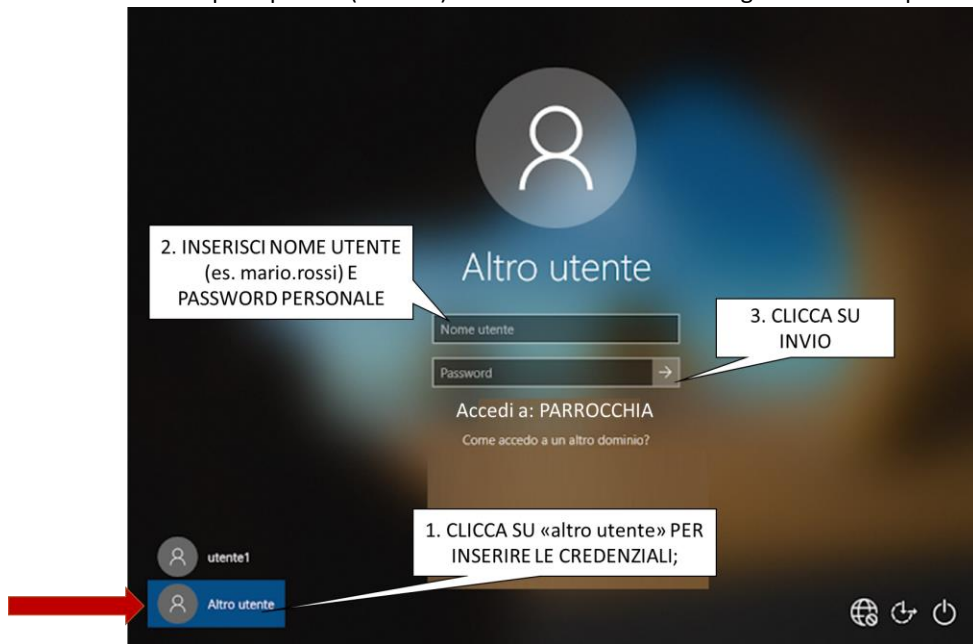 2. INSERISCI NOME UTENTE
(es. mario.rossi) E
PASSWORD PERSONALE
Altro utente
Nome utente
3. CLICCA SU
INVIO
Password
Accedi a: PARROCCHIA
Come accedo a un altro dominio?
1. CLICCA SU «altro utente» PER
INSERIRE LE CREDENZIALI;
utente1
Altro utente